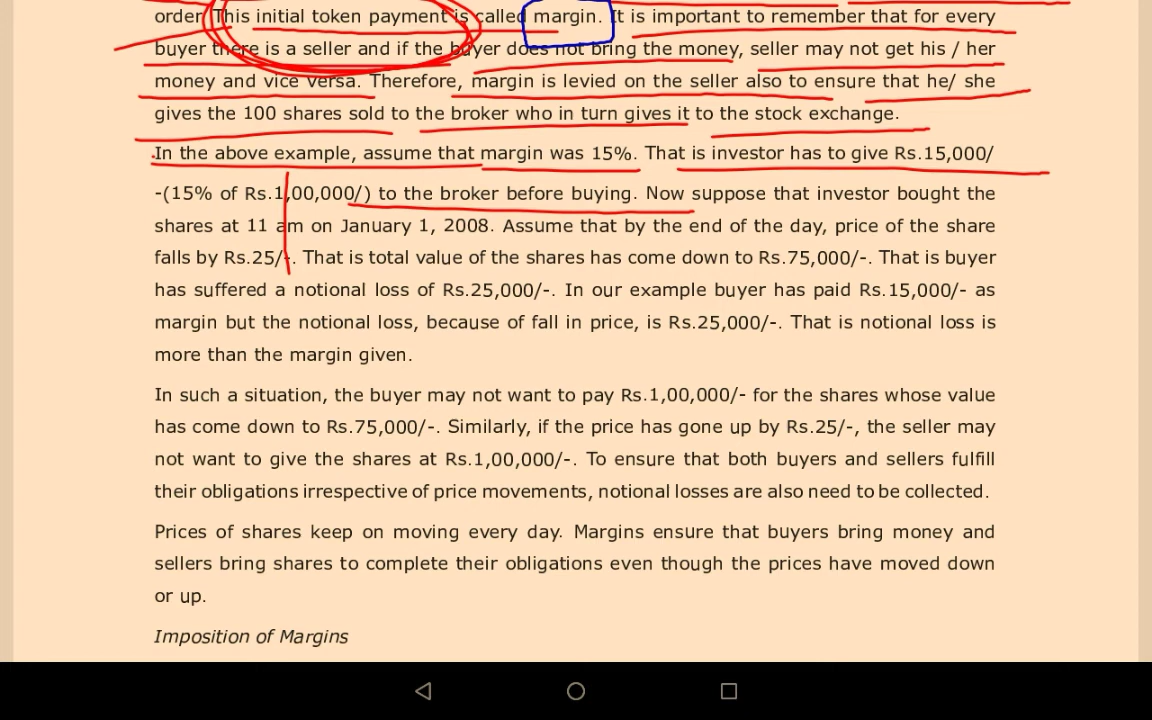 order This initial token payment is called margin. It is important to remember that for every
buyer there is a seller and if the buyer does not bring the money, seller may not get his / her
money and vice versa. Therefore, margin is levied on the seller also to ensure that he/ she
gives the 100 shares sold to the broker who in turn gives it to the stock exchange.
In the above example, assume that margin was 15%. That is investor has to give Rs.15,000/
-(15% of Rs.1,00,000/) to the broker before buying. Now suppose that investor bought the
shares at 11 am on January 1, 2008. Assume that by the end of the day, price of the share
falls by Rs.25/-. That is total value of the shares has come down to Rs.75,000/-. That is buyer
has suffered a notional loss of Rs.25,000/-. In our example buyer has paid Rs.15,000/- as
margin but the notional loss, because of fall in price, is Rs.25,000/-. That is notional loss is
more than the margin given.
In such a situation, the buyer may not want to pay Rs.1,00,000/- for the shares whose value
has come down to Rs.75,000/-. Similarly, if the price has gone up by Rs.25/-, the seller may
not want to give the shares at Rs.1,00,000/-. To ensure that both buyers and sellers fulfill
their obligations irrespective of price movements, notional losses are also need to be collected.
Prices of shares keep on moving every day. Margins ensure that buyers bring money and
sellers bring shares to complete their obligations even though the prices have moved down
or up.
Imposition of Margins